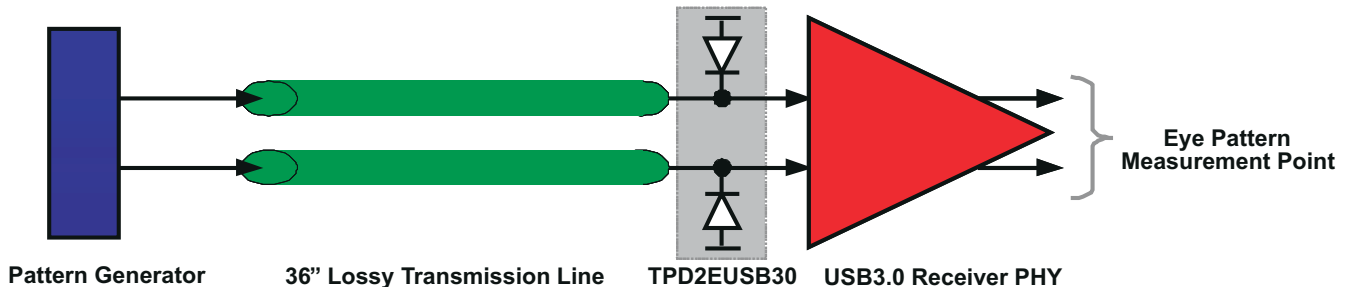 Eye Pattern
Measurement Point
Pattern Generator
36” Lossy Transmission Line
TPD2EUSB30
USB3.0 Receiver PHY